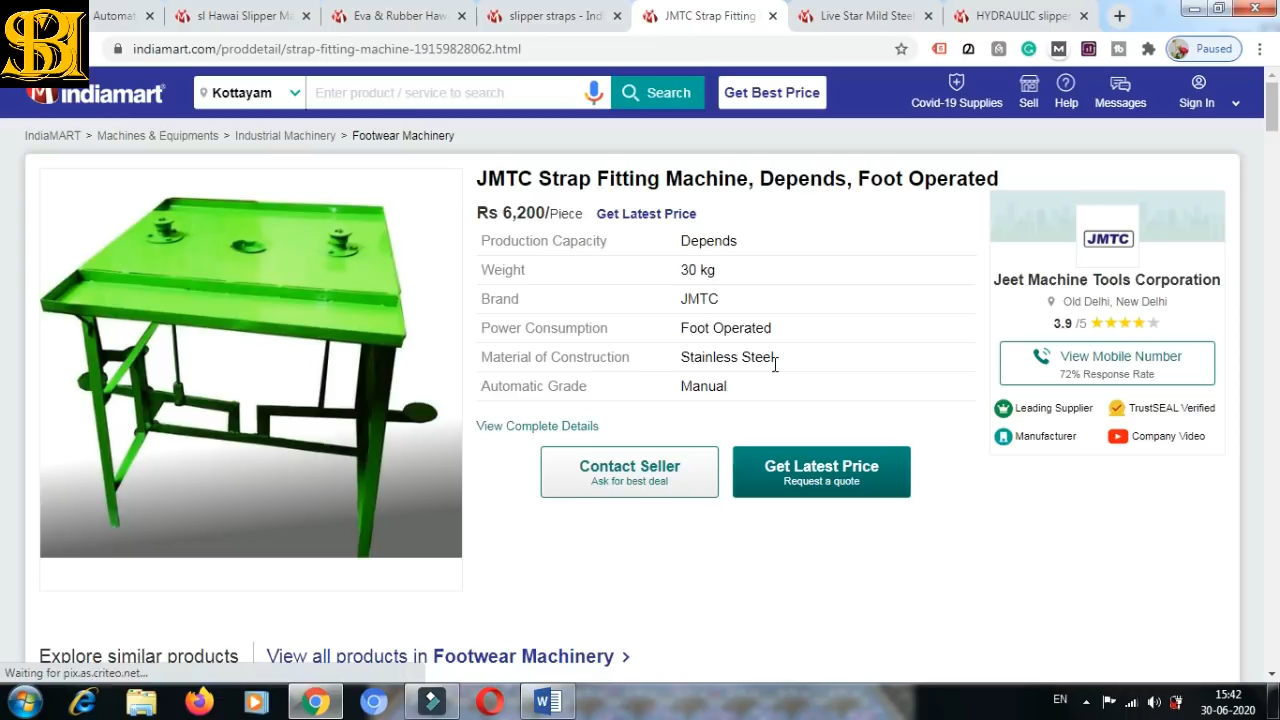 Automat
sl Hawai Slipper Ma
Eva & Rubber Haw
slipper straps - Indi
JMTC Strap Fitting
Live Star Mild Steel
HYDRAULIC slipper
Paused
indiamart.com/proddetail/strap-fitting-machine-19159828062.html
indiamart
Kottayam
Enter product / service to search
Search
Get Best Price
Covid-19 Supplies
Sell
Help
Messages
Sign In
IndiaMART > Machines & Equipments > Industrial Machinery > Footwear Machinery
JMTC Strap Fitting Machine, Depends, Foot Operated
Rs 6,200/Piece Get Latest Price
Production Capacity Depends
Weight 30 kg
Brand JMTC
Power Consumption Foot Operated
Material of Construction Stainless Steel
Automatic Grade Manual
View Complete Details
Contact Seller
Ask for best deal
Get Latest Price
Request a quote
JMTC
Jeet Machine Tools Corporation
Old Delhi, New Delhi
3.9 /5
View Mobile Number
72% Response Rate
Leading Supplier
TrustSEAL Verified
Manufacturer
Company Video
Explore similar products
View all products in Footwear Machinery >
Waiting for pix.as.criteo.net...
EN
15:42
30-06-2020